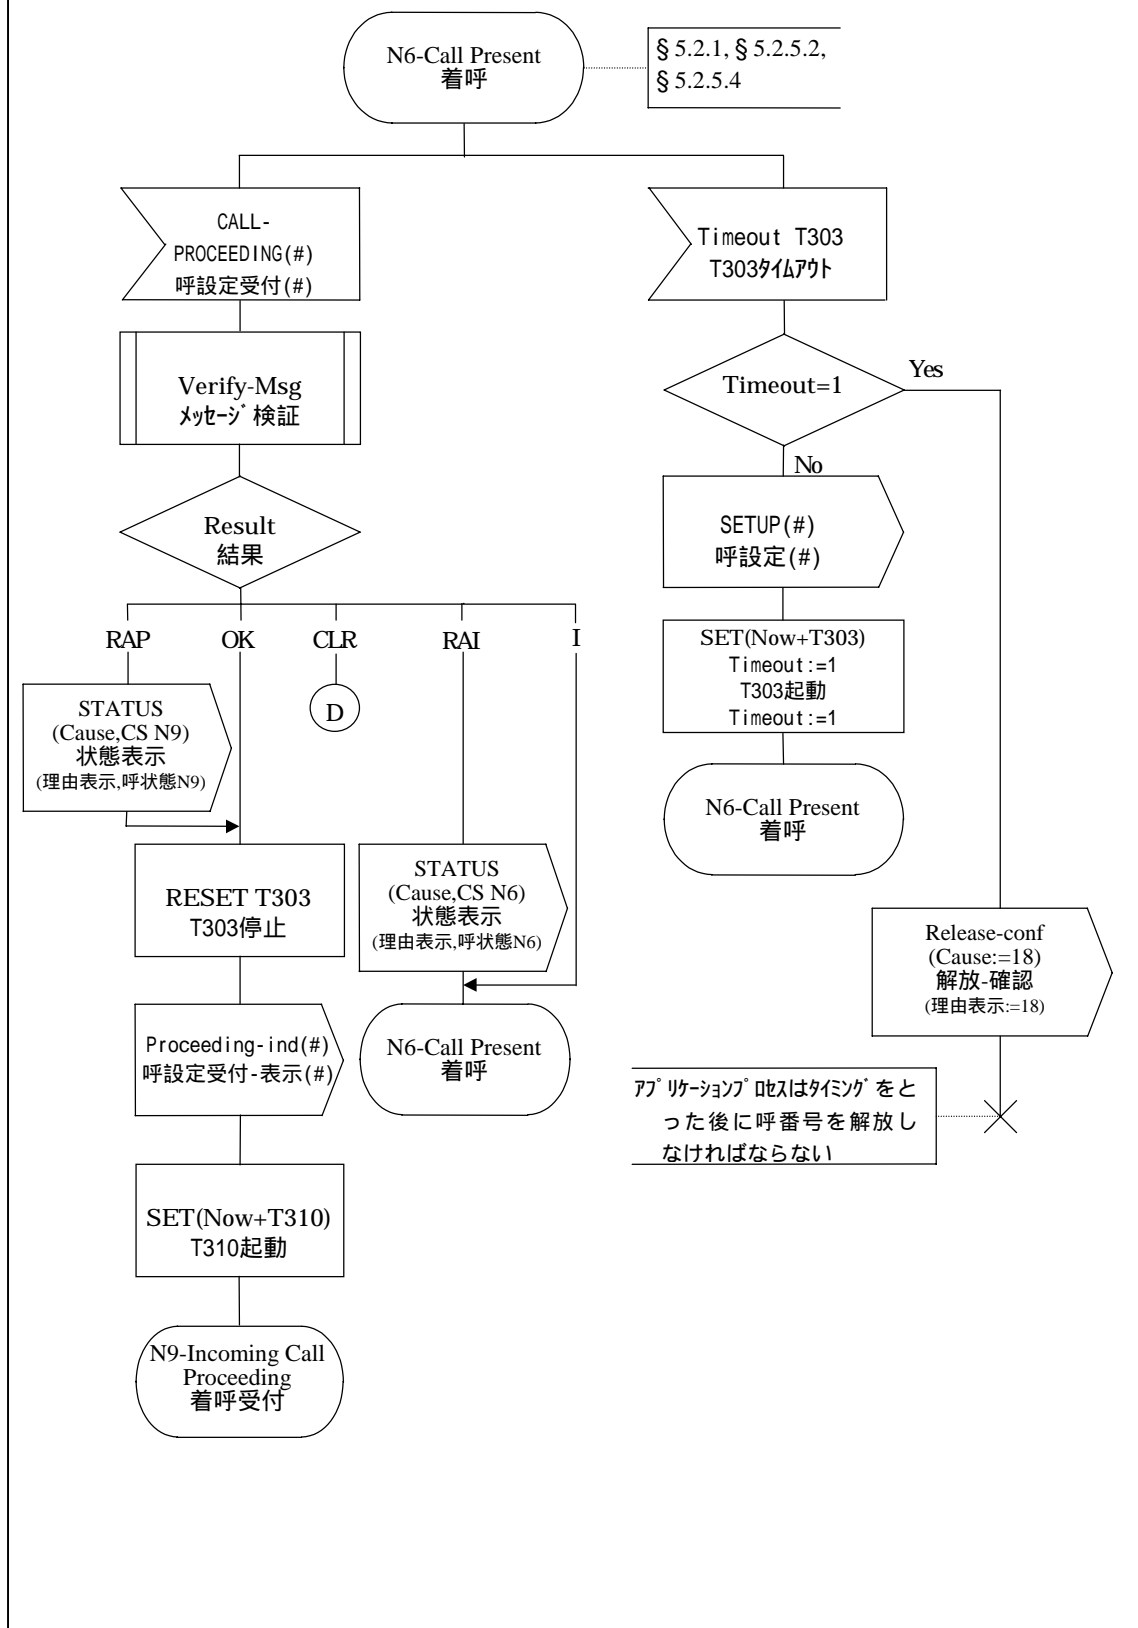 N6-Call Present
着呼
§ 5.2.1, § 5.2.5.2,
§ 5.2.5.4
CALL-
PROCEEDING(#)
呼設定受付(#)
Timeout T303
T303ﾀｲﾑｱｳﾄ
Verify-Msg
ﾒｯｾｰｼﾞ検証
Timeout=1
Yes
No
Result
結果
SETUP(#)
呼設定(#)
RAP
OK
CLR
RAI
I
SET(Now+T303)
Timeout:=1
T303起動
Timeout:=1
STATUS
(Cause,CS N9)
状態表示
(理由表示,呼状態N9)
D
N6-Call Present
着呼
RESET T303
T303停止
STATUS
(Cause,CS N6)
状態表示
(理由表示,呼状態N6)
Release-conf
(Cause:=18)
解放-確認
(理由表示:=18)
Proceeding-ind(#)
呼設定受付-表示(#)
N6-Call Present
着呼
ｱﾌﾟﾘｹｰｼｮﾝﾌﾟﾛｾｽはﾀｲﾐﾝｸﾞをと
った後に呼番号を解放し
なければならない
SET(Now+T310)
T310起動
N9-Incoming Call
Proceeding
着呼受付